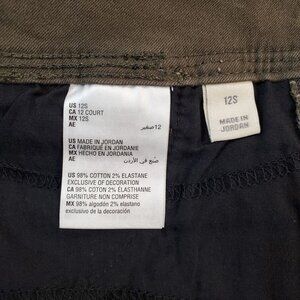 US 12S
CA 12 COURT
MX 12S
AE
12 صغير
US MADE IN JORDAN
CA FABRIQUÉ EN JORDANIE
MX HECHO EN JORDANIA
AE
صنع في الأردن
US 98% COTTON 2% ELASTANE
EXCLUSIVE OF DECORATION
CA 98% COTON 2% ÉLASTHANNE
GARNITURE NON COMPRISE
MX 98% algodón 2% elastano
exclusivo de la decoración
12S
MADE IN
JORDAN